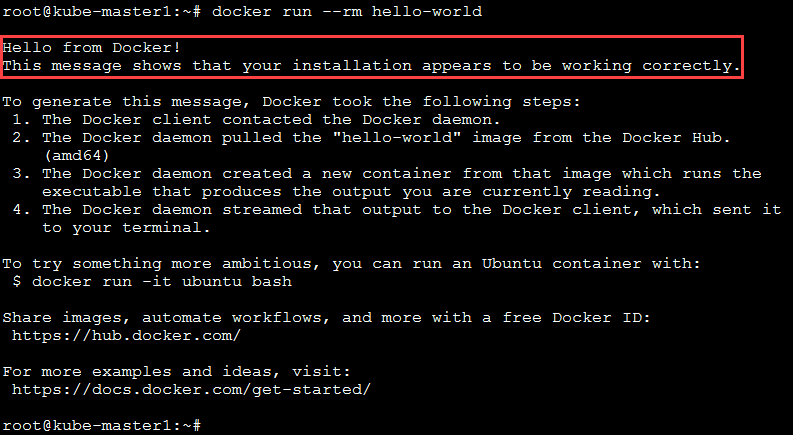 root@kube-master1:~# docker run --rm hello-world
Hello from Docker!
This message shows that your installation appears to be working correctly.
To generate this message, Docker took the following steps:
1. The Docker client contacted the Docker daemon.
2. The Docker daemon pulled the "hello-world" image from the Docker Hub.
(amd64)
3. The Docker daemon created a new container from that image which runs the
executable that produces the output you are currently reading.
4. The Docker daemon streamed that output to the Docker client, which sent it
to your terminal.
To try something more ambitious, you can run an Ubuntu container with:
$ docker run -it ubuntu bash
Share images, automate workflows, and more with a free Docker ID:
https://hub.docker.com/
For more examples and ideas, visit:
https://docs.docker.com/get-started/
root@kube-master1:~#